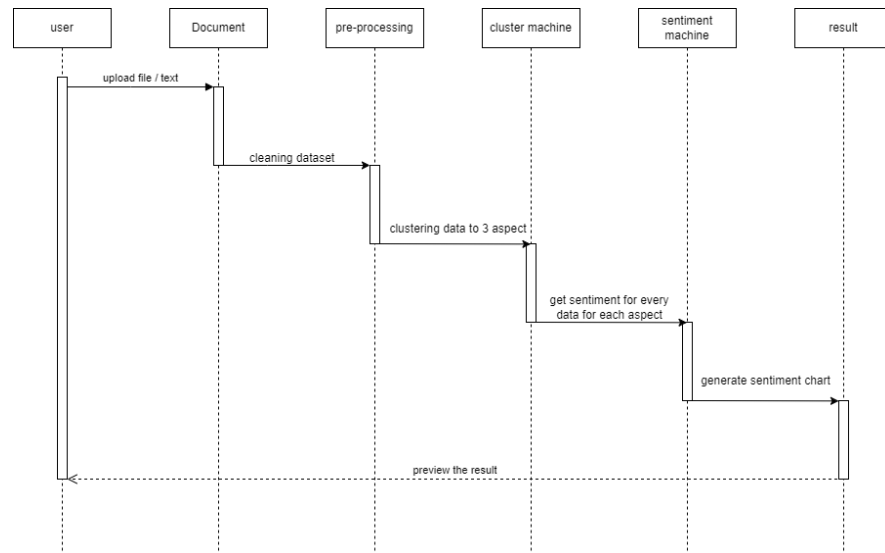 user
Document
pre-processing
cluster machine
sentiment
machine
result
upload file / text
cleaning dataset
clustering data to 3 aspect
get sentiment for every
data for each aspect
generate sentiment chart
preview the result